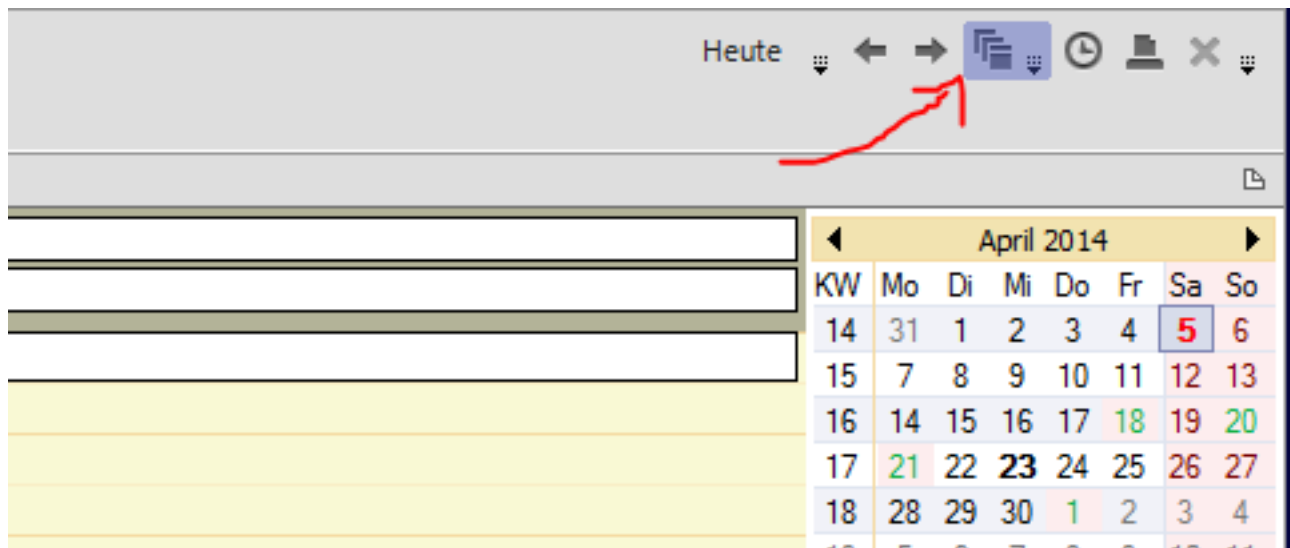 Heute
April 2014
KW Mo Di Mi Do Fr Sa So
14 31 1 2 3 4 5 6
15 7 8 9 10 11 12 13
16 14 15 16 17 18 19 20
17 21 22 23 24 25 26 27
18 28 29 30 1 2 3 4